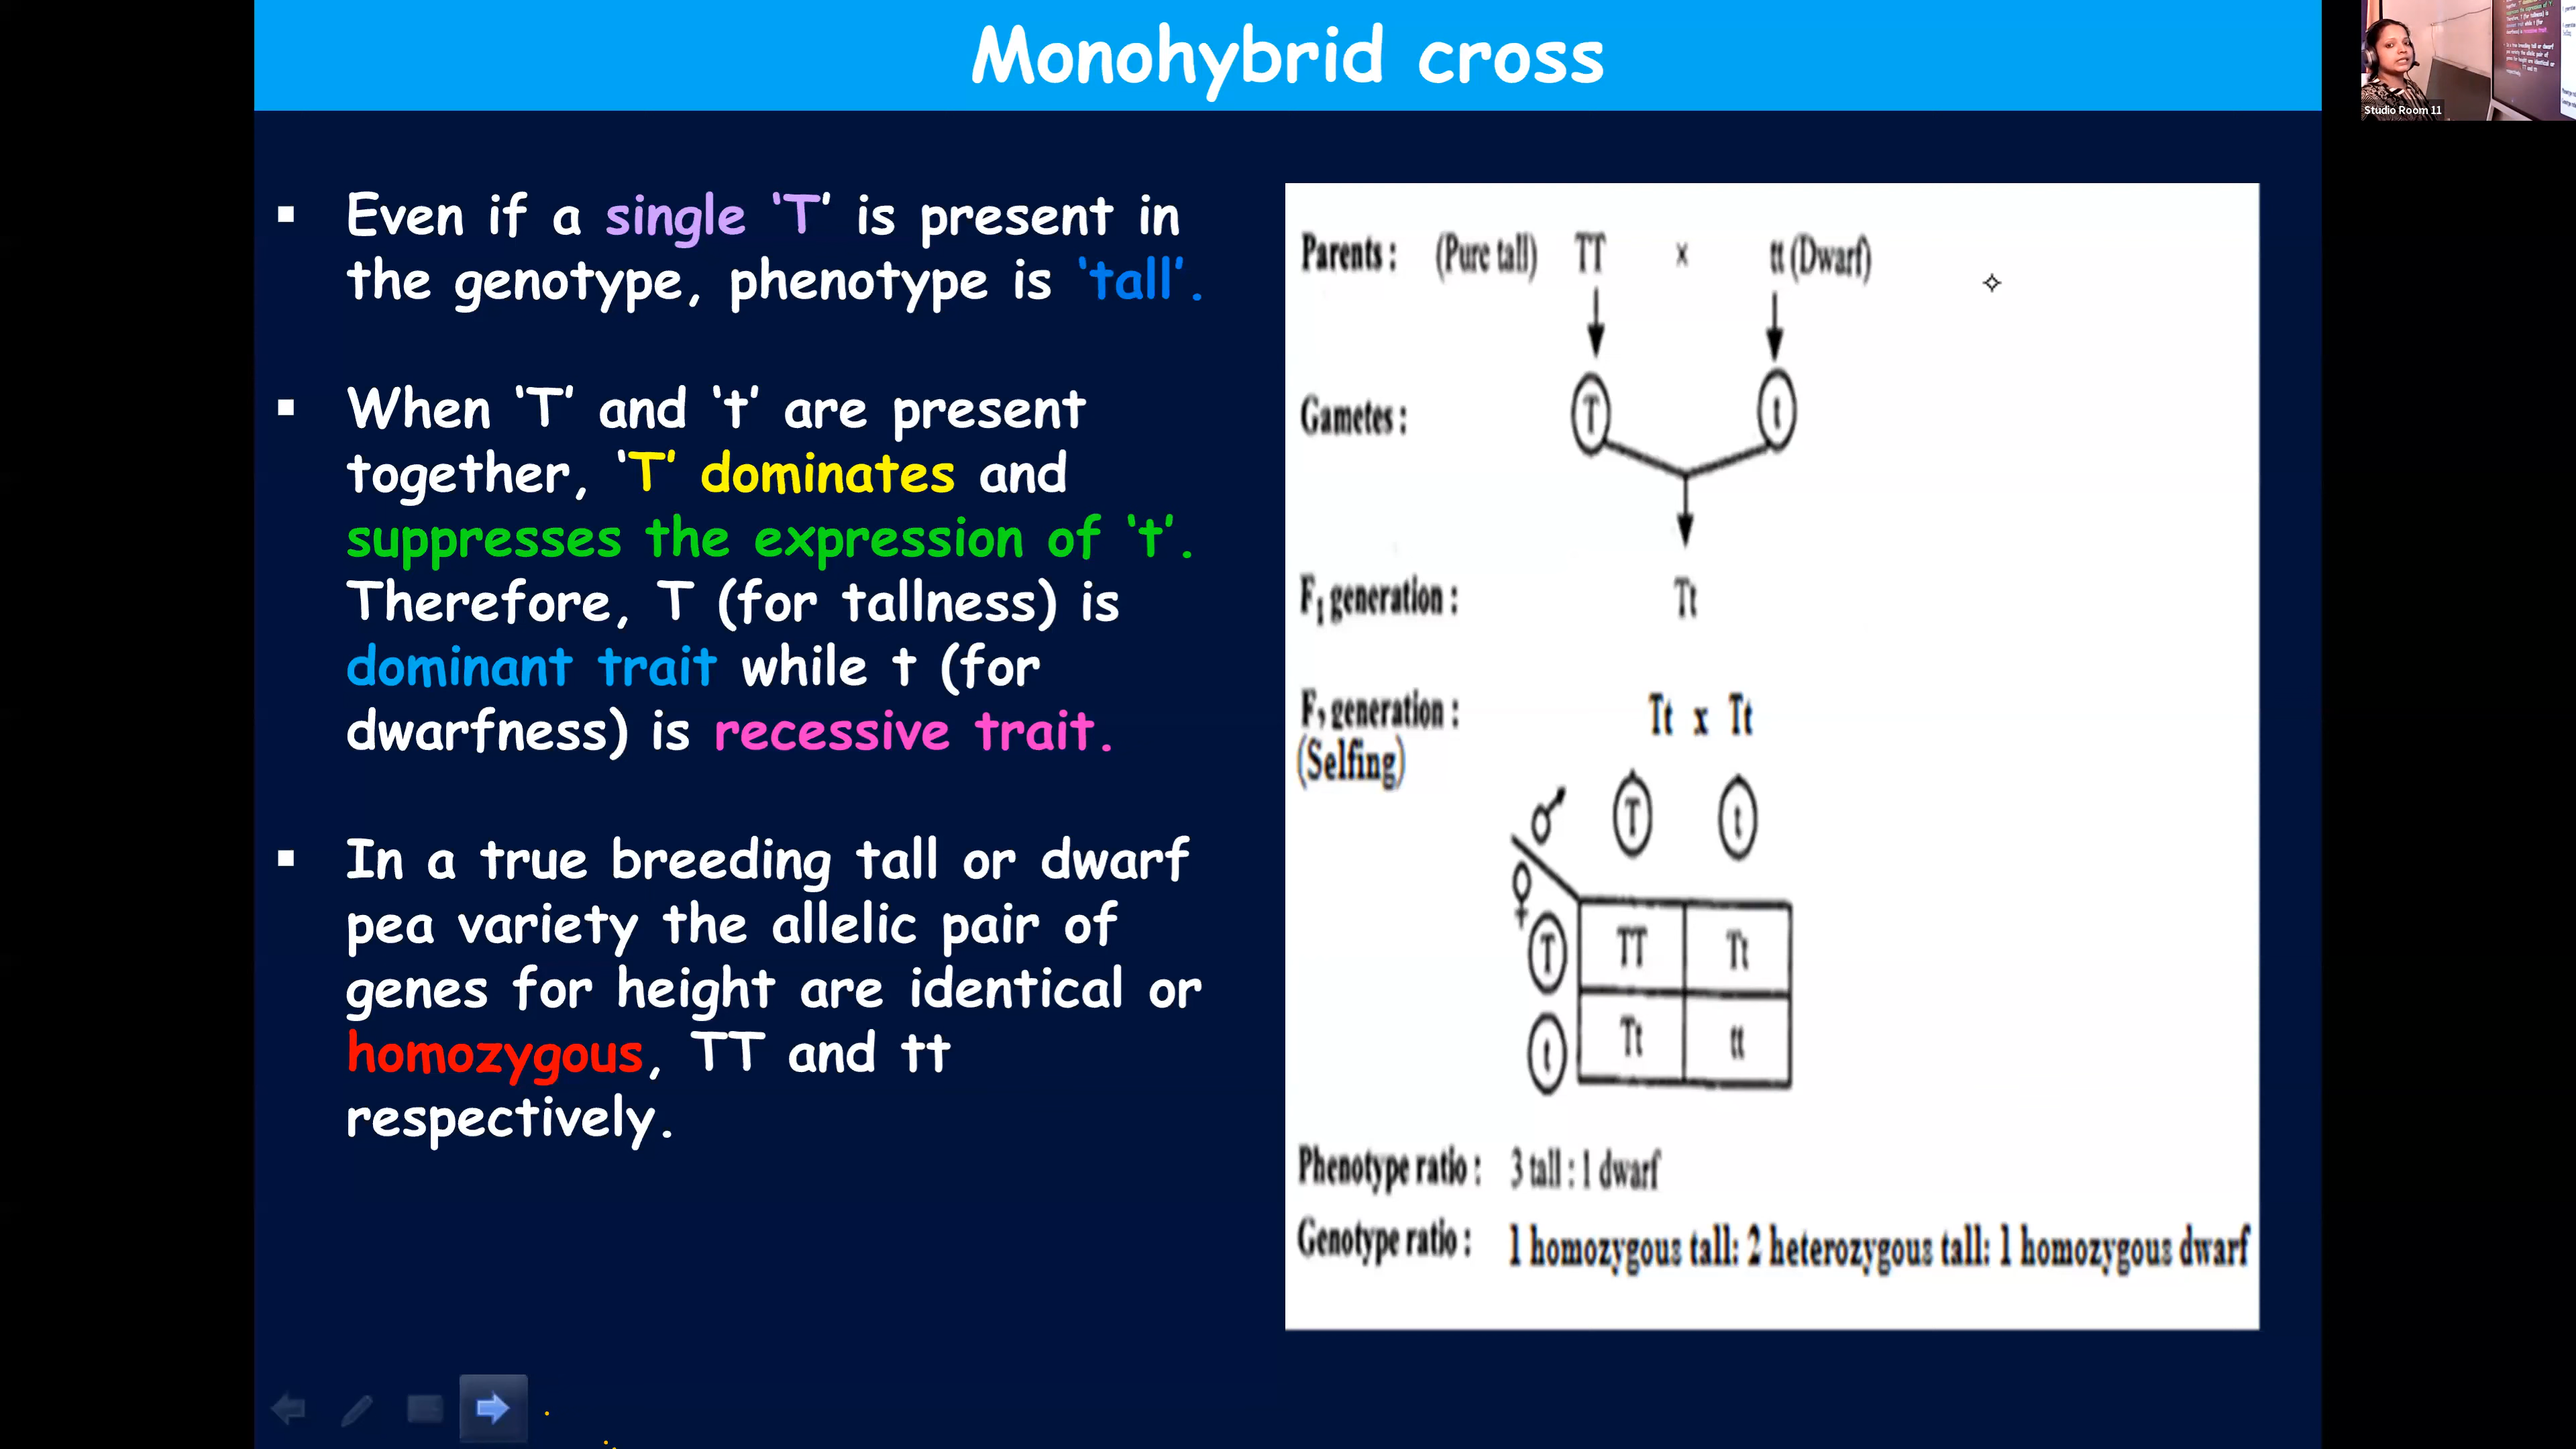 Monohybrid cross
Studio Room 11
▪ Even if a single ‘T’ is present in
the genotype, phenotype is ‘tall’.
▪ When ‘T’ and ‘t’ are present
together, ‘T’ dominates and
suppresses the expression of ‘t’.
Therefore, T (for tallness) is
dominant trait while t (for
dwarfness) is recessive trait.
▪ In a true breeding tall or dwarf
pea variety the allelic pair of
genes for height are identical or
homozygous, TT and tt
respectively.
Parents : (Pure tall) TT x tt (Dwarf)
Gametes : T t
F₁ generation : Tt
F₂ generation : Tt x Tt
(Selfing)
♂ T t
♀
T TT Tt
t Tt tt
Phenotype ratio : 3 tall : 1 dwarf
Genotype ratio : 1 homozygous tall: 2 heterozygous tall: 1 homozygous dwarf